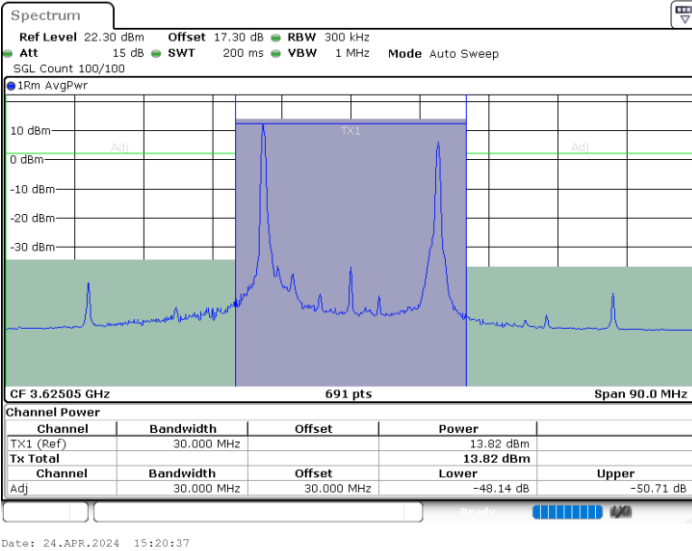 Spectrum
Ref Level 22.30 dBm Offset 17.30 dB RBW 300 kHz
Att 15 dB SWT 200 ms VBW 1 MHz Mode Auto Sweep
SGL Count 100/100
1Rm AvgPwr
10 dBm
TX1
Adj Adj
0 dBm
-10 dBm
-20 dBm
-30 dBm
CF 3.62505 GHz 691 pts Span 90.0 MHz
Channel Power
Channel Bandwidth Offset Power
TX1 (Ref) 30.000 MHz 13.82 dBm
Tx Total 13.82 dBm
Channel Bandwidth Offset Lower Upper
Adj 30.000 MHz 30.000 MHz -48.14 dB -50.71 dB
Ready
Date: 24.APR.2024 15:20:37